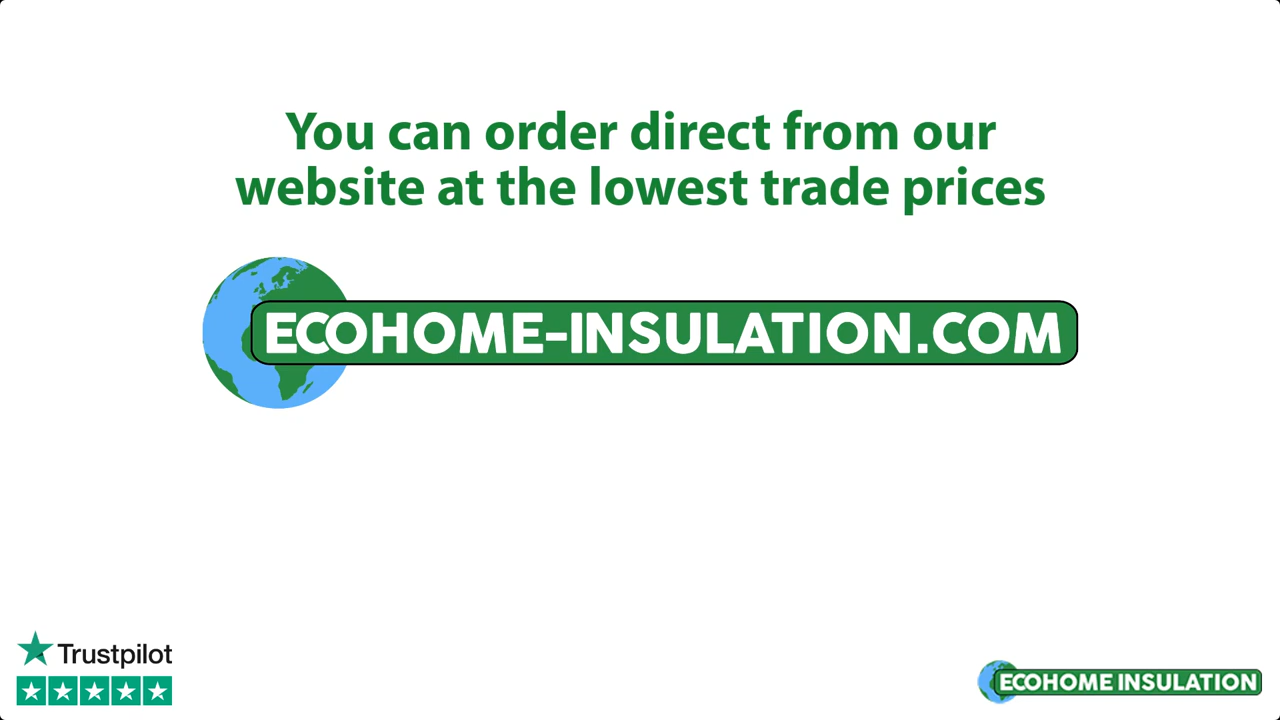 You can order direct from our
website at the lowest trade prices
ECOHOME-INSULATION.COM
Trustpilot
ECOHOME INSULATION